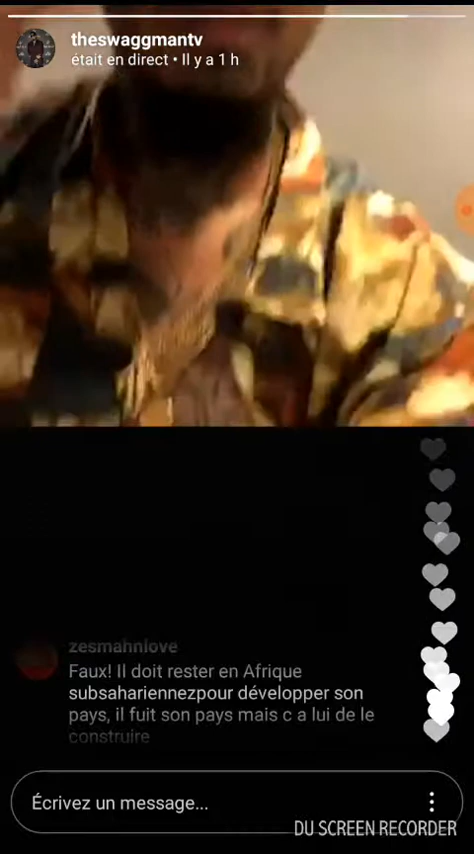 theswaggmantv
était en direct • Il y a 1 h
zesmahnlove
Faux! Il doit rester en Afrique
subsahariennezpour développer son
pays, il fuit son pays mais c a lui de le
construire
Écrivez un message...
DU SCREEN RECORDER